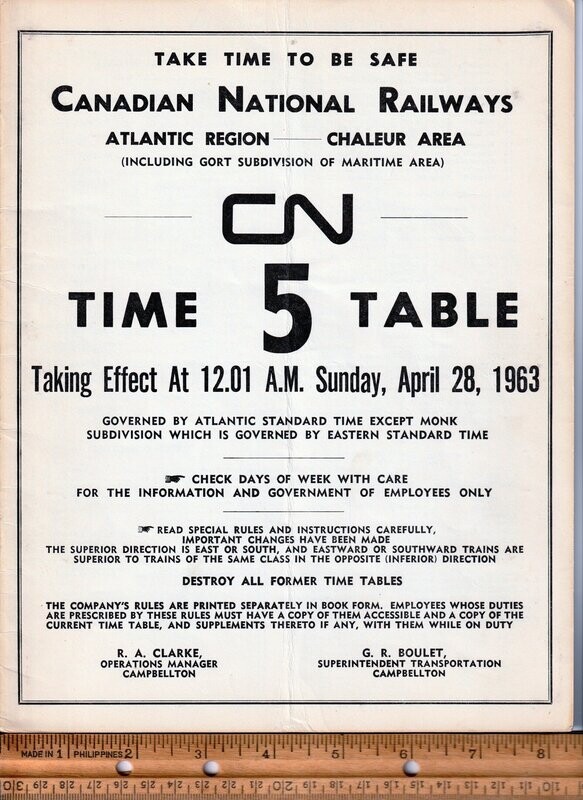 TAKE TIME TO BE SAFE
CANADIAN NATIONAL RAILWAYS
ATLANTIC REGION — CHALEUR AREA
(INCLUDING GORT SUBDIVISION OF MARITIME AREA)
CN
TIME 5 TABLE
Taking Effect At 12.01 A.M. Sunday, April 28, 1963
GOVERNED BY ATLANTIC STANDARD TIME EXCEPT MONK
SUBDIVISION WHICH IS GOVERNED BY EASTERN STANDARD TIME
☛ CHECK DAYS OF WEEK WITH CARE
FOR THE INFORMATION AND GOVERNMENT OF EMPLOYEES ONLY
☛ READ SPECIAL RULES AND INSTRUCTIONS CAREFULLY,
IMPORTANT CHANGES HAVE BEEN MADE
THE SUPERIOR DIRECTION IS EAST OR SOUTH, AND EASTWARD OR SOUTHWARD TRAINS ARE
SUPERIOR TO TRAINS OF THE SAME CLASS IN THE OPPOSITE (INFERIOR) DIRECTION
DESTROY ALL FORMER TIME TABLES
THE COMPANY'S RULES ARE PRINTED SEPARATELY IN BOOK FORM. EMPLOYEES WHOSE DUTIES
ARE PRESCRIBED BY THESE RULES MUST HAVE A COPY OF THEM ACCESSIBLE AND A COPY OF THE
CURRENT TIME TABLE, AND SUPPLEMENTS THERETO IF ANY, WITH THEM WHILE ON DUTY
R. A. CLARKE,
OPERATIONS MANAGER
CAMPBELLTON
G. R. BOULET,
SUPERINTENDENT TRANSPORTATION
CAMPBELLTON
MADE IN 1 PHILIPPINES 2 3 4 5 6 7 8